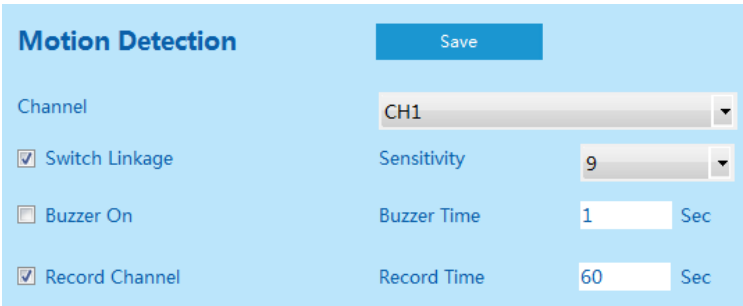 Motion Detection Save
Channel CH1
Switch Linkage Sensitivity 9
Buzzer On Buzzer Time 1 Sec
Record Channel Record Time 60 Sec